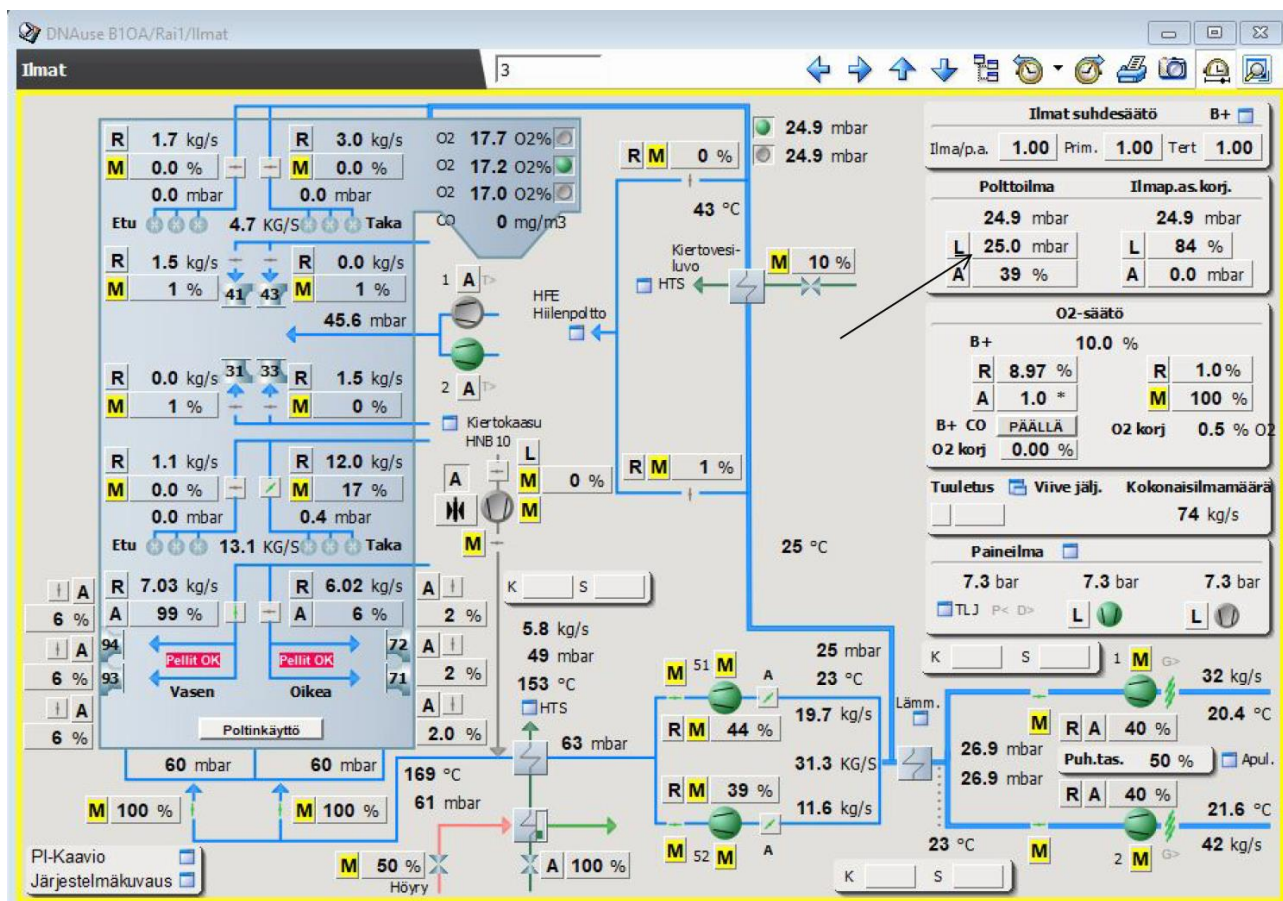 DNAuse B10A/Rai1/Ilmat
Ilmat
3
R 1.7 kg/s R 3.0 kg/s
M 0.0 % M 0.0 %
0.0 mbar 0.0 mbar
Etu 4.7 KG/S Taka
O2 17.7 O2%
O2 17.2 O2%
O2 17.0 O2%
CO 0 mg/m3
R M 0 %
43 °C
24.9 mbar
24.9 mbar
R 1.5 kg/s R 0.0 kg/s
M 1 % 41 43 M 1 %
45.6 mbar
1 A T>
2 A T>
HFE
Hiilenpoltto
Kiertovesi-
luvo
HTS
M 10 %
R 0.0 kg/s 31 33 R 1.5 kg/s
M 1 % M 0 %
Kiertokaasu
HNB 10
L
A M 0 %
M
M
R M 1 %
25 °C
R 1.1 kg/s R 12.0 kg/s
M 0.0 % M 17 %
0.0 mbar 0.4 mbar
Etu 13.1 KG/S Taka
R 7.03 kg/s R 6.02 kg/s
A 99 % A 6 %
A 6 %
A 6 %
A 6 %
A 2 %
A 2 %
A 2.0 %
94 72
93 71
Pellit OK Pellit OK
Vasen Oikea
Poltinkäyttö
60 mbar 60 mbar
M 100 % M 100 %
PI-Kaavio
Järjestelmäkuvaus
K S
5.8 kg/s
49 mbar
153 °C
HTS
63 mbar
169 °C
61 mbar
M 50 %
Höyry
A 100 %
M 51 M A
R M 44 %
R M 39 %
M 52 M A
25 mbar
23 °C
19.7 kg/s
31.3 KG/S
11.6 kg/s
Lämm.
26.9 mbar
26.9 mbar
23 °C
K S
K S
1 M G>
32 kg/s
M R A 40 %
20.4 °C
Puh.tas. 50 % Apul.
R A 40 %
21.6 °C
M 2 M G>
42 kg/s
Ilmat suhdesäätö B+
Ilma/p.a. 1.00 Prim. 1.00 Tert 1.00
Polttoilma Ilmap.as.korj.
24.9 mbar 24.9 mbar
L 25.0 mbar L 84 %
A 39 % A 0.0 mbar
O2-säätö
B+ 10.0 %
R 8.97 % R 1.0 %
A 1.0 * M 100 %
B+ CO PÄÄLLÄ O2 korj 0.5 % O2
O2 korj 0.00 %
Tuuletus Viive jälj. Kokonaisilmamäärä
74 kg/s
Paineilma
7.3 bar 7.3 bar 7.3 bar
TLJ P< D> L L